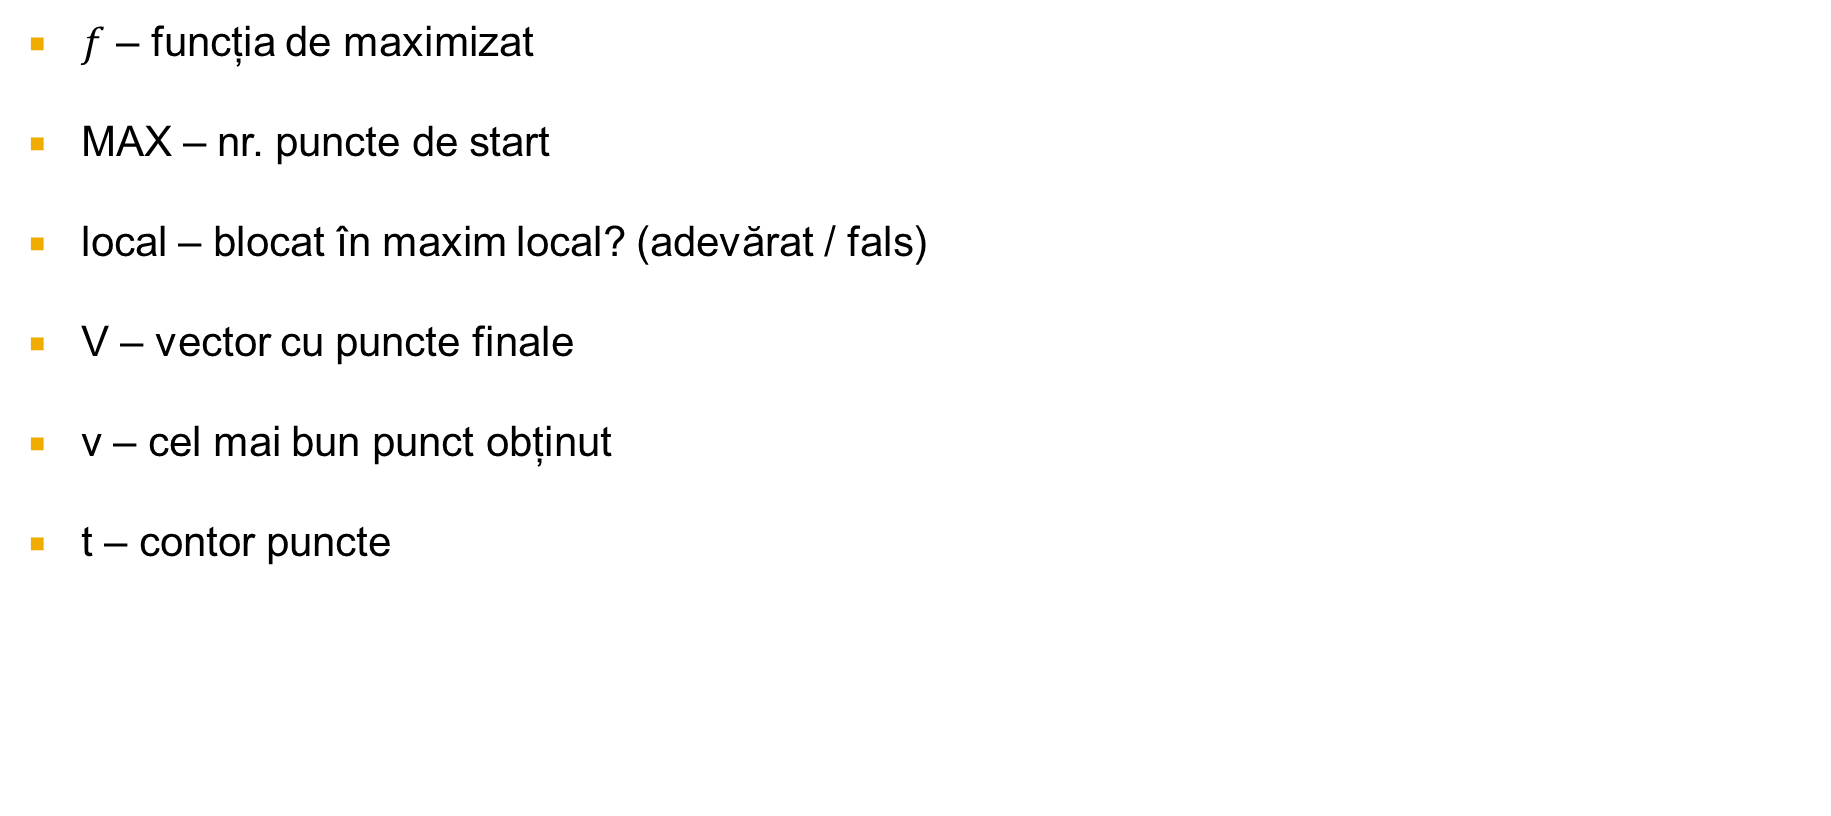 𝑓 – funcția de maximizat
MAX – nr. puncte de start
local – blocat în maxim local? (adevărat / fals)
V – vector cu puncte finale
v – cel mai bun punct obținut
t – contor puncte